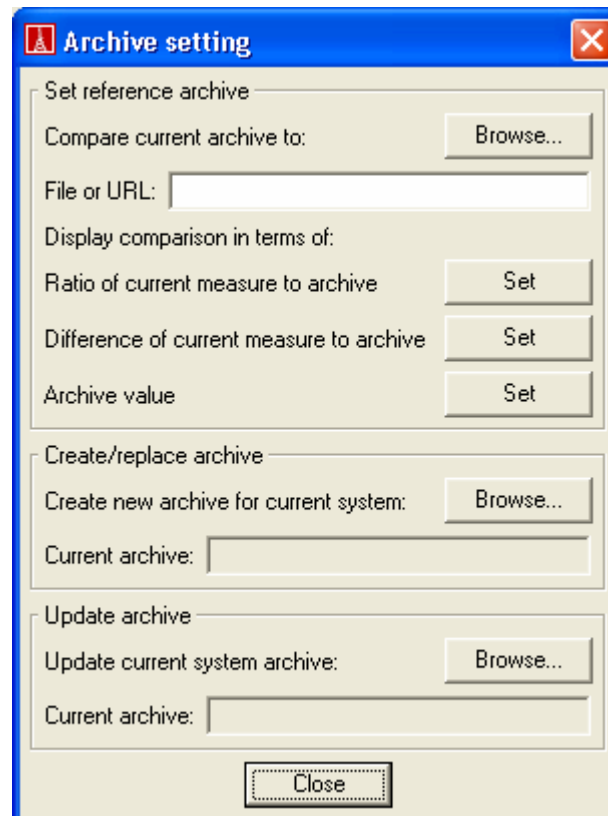 Archive setting
Set reference archive
Compare current archive to: Browse...
File or URL:
Display comparison in terms of:
Ratio of current measure to archive Set
Difference of current measure to archive Set
Archive value Set
Create/replace archive
Create new archive for current system: Browse...
Current archive:
Update archive
Update current system archive: Browse...
Current archive:
Close